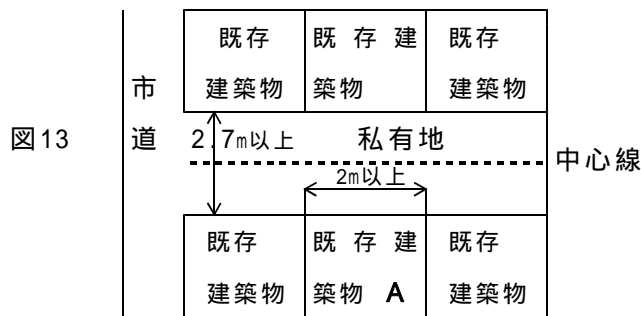 既存 既存建 既存
建築物 築物 建築物
市
図13 道 2.7m以上 私有地
中心線
2m以上
既存 既存建 既存
建築物 築物 A 建築物